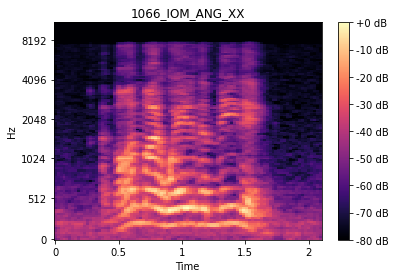 1066_IOM_ANG_XX
8192
4096
2048
1024
512
0
Hz
0
0.5
1
1.5
2
Time
+0 dB
-10 dB
-20 dB
-30 dB
-40 dB
-50 dB
-60 dB
-70 dB
-80 dB